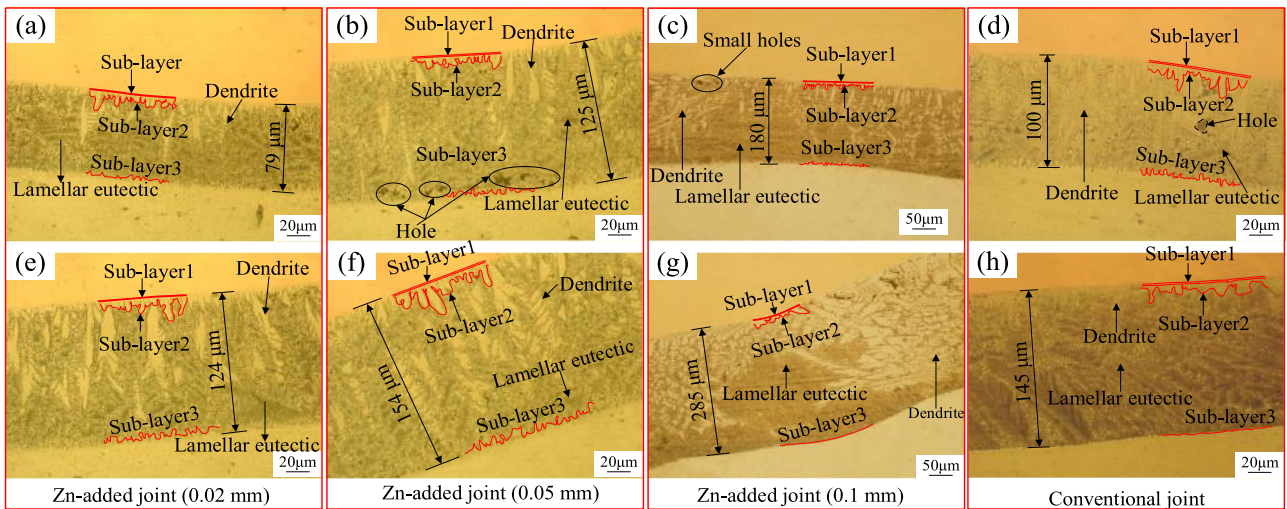 (a)
Sub-layer
Dendrite
Sub-layer2
79 μm
Sub-layer3
Lamellar eutectic
20μm
(b)
Sub-layer1
Dendrite
Sub-layer2
125 μm
Sub-layer3
Lamellar eutectic
Hole
20μm
(c)
Small holes
Sub-layer1
Sub-layer2
180 μm
Sub-layer3
Dendrite
Lamellar eutectic
50μm
(d)
Sub-layer1
100 μm
Sub-layer2
Hole
Sub-layer3
Lamellar eutectic
Dendrite
20μm
(e)
Sub-layer1
Dendrite
Sub-layer2
124 μm
Sub-layer3
Lamellar eutectic
20μm
(f)
Sub-layer1
Dendrite
Sub-layer2
154 μm
Lamellar eutectic
Sub-layer3
20μm
(g)
Sub-layer1
Sub-layer2
285 μm
Lamellar eutectic
Dendrite
Sub-layer3
50μm
(h)
Sub-layer1
Sub-layer2
Dendrite
145 μm
Lamellar eutectic
Sub-layer3
20μm
Zn-added joint (0.02 mm)
Zn-added joint (0.05 mm)
Zn-added joint (0.1 mm)
Conventional joint